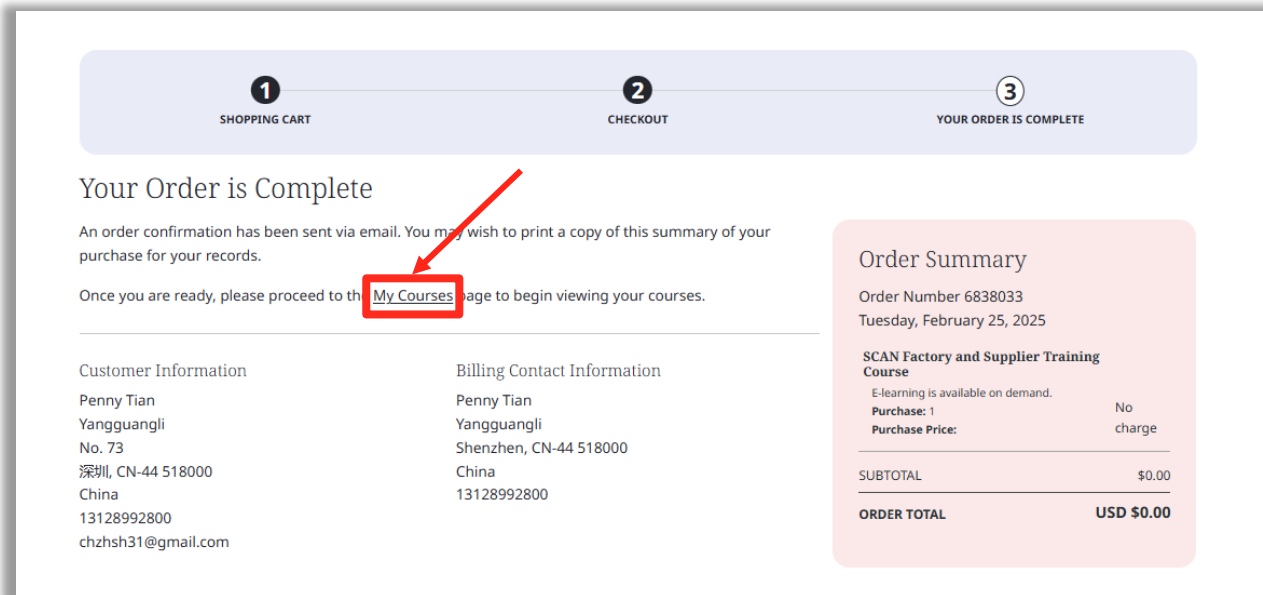 1
SHOPPING CART
2
CHECKOUT
3
YOUR ORDER IS COMPLETE
Your Order is Complete
An order confirmation has been sent via email. You may wish to print a copy of this summary of your
purchase for your records.
Once you are ready, please proceed to the My Courses page to begin viewing your courses.
Customer Information
Penny Tian
Yangguangli
No. 73
深圳, CN-44 518000
China
13128992800
chzhsh31@gmail.com
Billing Contact Information
Penny Tian
Yangguangli
Shenzhen, CN-44 518000
China
13128992800
Order Summary
Order Number 6838033
Tuesday, February 25, 2025
SCAN Factory and Supplier Training
Course
E-learning is available on demand.
Purchase: 1
Purchase Price:
No
charge
SUBTOTAL $0.00
ORDER TOTAL USD $0.00